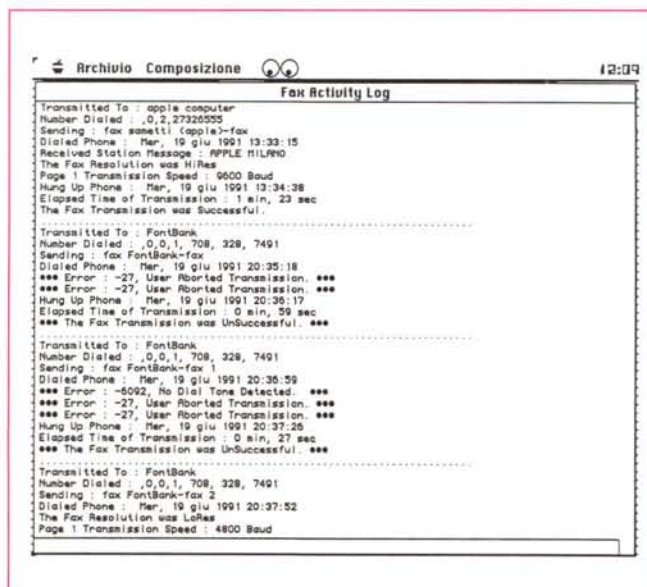 Archivio Composizione 12:09
Fax Activity Log
Transmitted To : apple computer
Number Dialed : ,0,2,27326555
Sending : fax sametti (apple)-fax
Dialed Phone : Mer, 19 giu 1991 13:33:15
Received Station Message : APPLE MILANO
The Fax Resolution was HiRes
Page 1 Transmission Speed : 9600 Baud
Hung Up Phone : Mer, 19 giu 1991 13:34:38
Elapsed Time of Transmission : 1 min, 23 sec
The Fax Transmission was Successful.
Transmitted To : FontBank
Number Dialed : ,0,0,1, 708, 328, 7491
Sending : fax FontBank-fax
Dialed Phone : Mer, 19 giu 1991 20:35:18
*** Error : -27, User Aborted Transmission. ***
*** Error : -27, User Aborted Transmission. ***
Hung Up Phone : Mer, 19 giu 1991 20:36:17
Elapsed Time of Transmission : 0 min, 59 sec
*** The Fax Transmission was UnSuccessful. ***
Transmitted To : FontBank
Number Dialed : ,0,0,1, 708, 328, 7491
Sending : fax FontBank-fax 1
Dialed Phone : Mer, 19 giu 1991 20:36:59
*** Error : -6092, No Dial Tone Detected. ***
*** Error : -27, User Aborted Transmission. ***
*** Error : -27, User Aborted Transmission. ***
Hung Up Phone : Mer, 19 giu 1991 20:37:26
Elapsed Time of Transmission : 0 min, 27 sec
*** The Fax Transmission was UnSuccessful. ***
Transmitted To : FontBank
Number Dialed : ,0,0,1, 708, 328, 7491
Sending : fax FontBank-fax 2
Dialed Phone : Mer, 19 giu 1991 20:37:52
The Fax Resolution was LoRes
Page 1 Transmission Speed : 4800 Baud